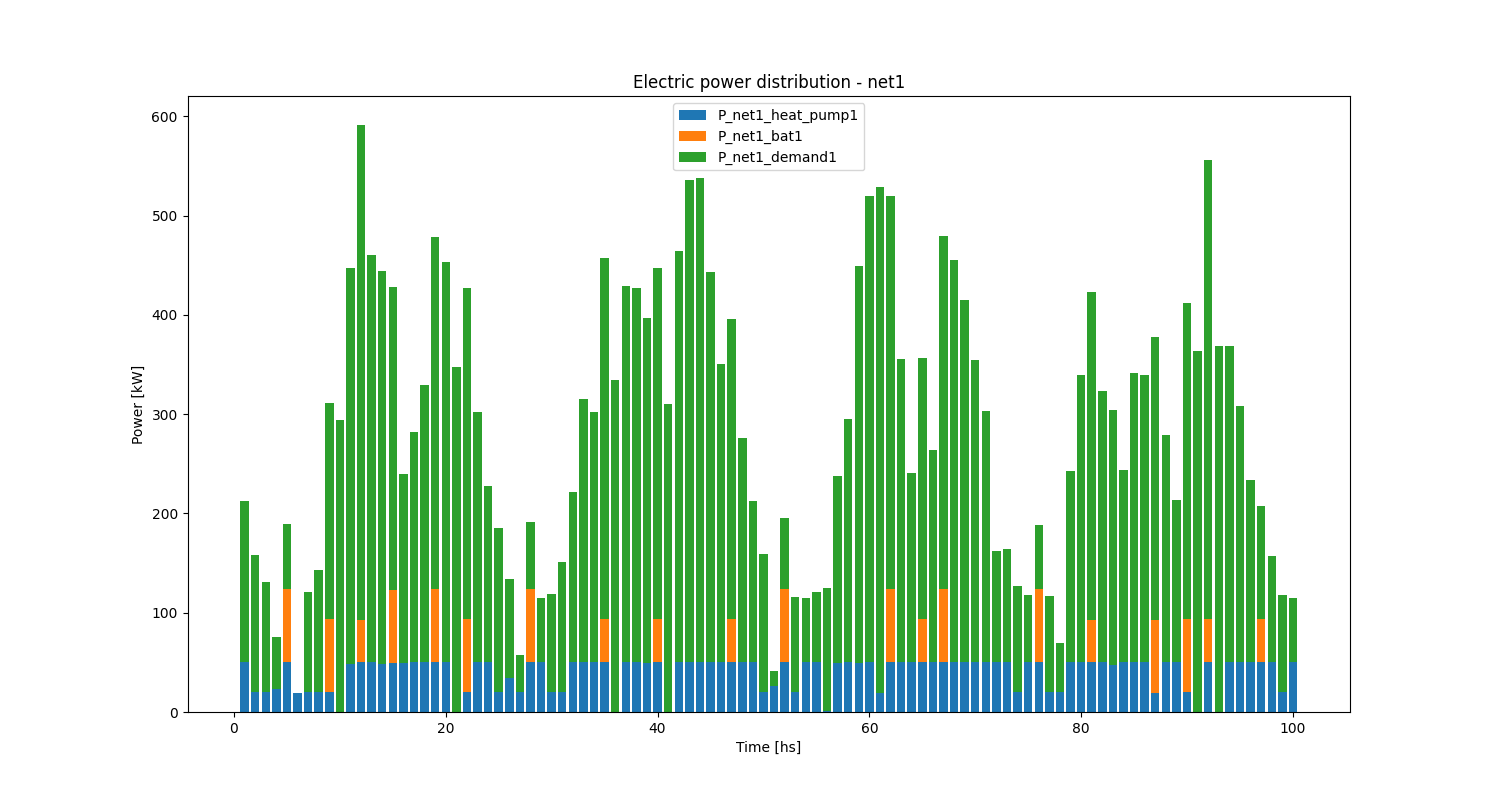 Electric power distribution - net1
P_net1_heat_pump1
P_net1_bat1
P_net1_demand1
Power [kW]
600
500
400
300
200
100
0
0 20 40 60 80 100
Time [hs]